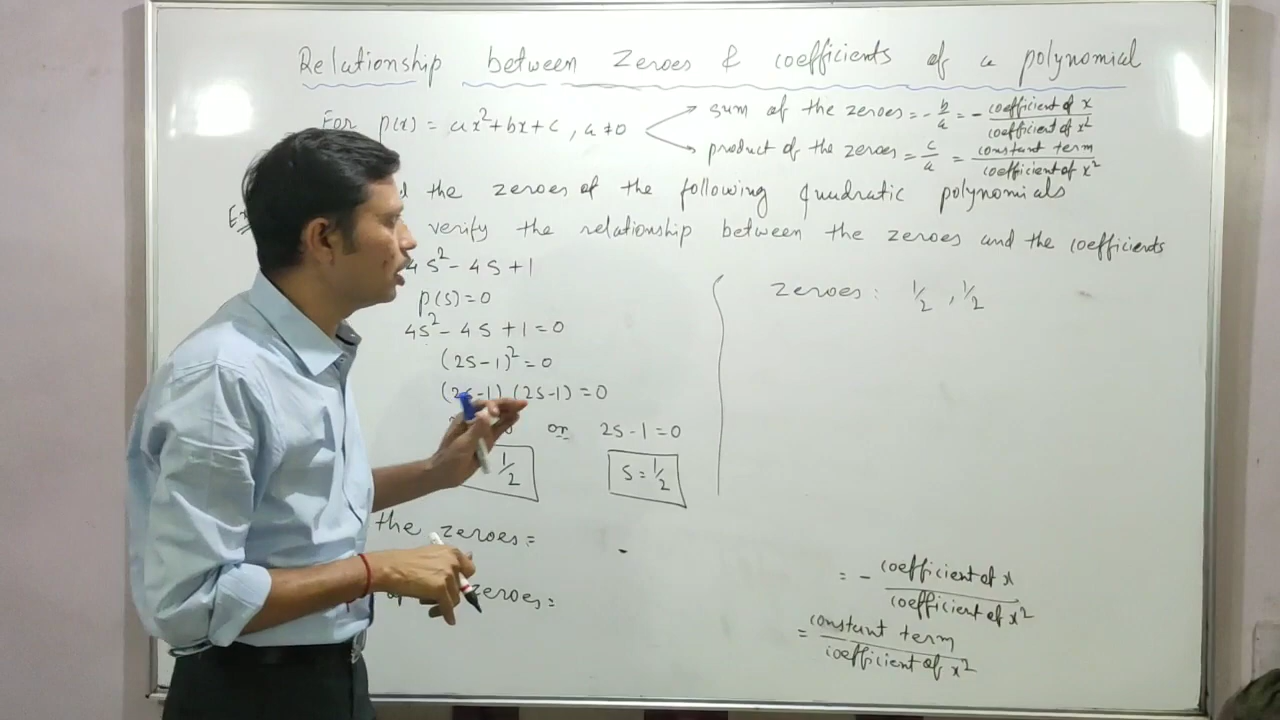 Relationship between Zeroes & coefficients of a polynomial
For p(x) = ax²+bx+c, a≠0
sum of the zeroes = -b/a = - coefficient of x / coefficient of x²
product of the zeroes = c/a = constant term / coefficient of x²
the zeroes of the following quadratic polynomials
verify the relationship between the zeroes and the coefficients
4s² - 4s + 1
p(s) = 0
4s² - 4s + 1 = 0
(2s-1)² = 0
(2s-1) (2s-1) = 0
or 2s-1 = 0
1/2
s = 1/2
the zeroes =
zeroes =
zeroes : 1/2 , 1/2
= - coefficient of x / coefficient of x²
= constant term / coefficient of x²